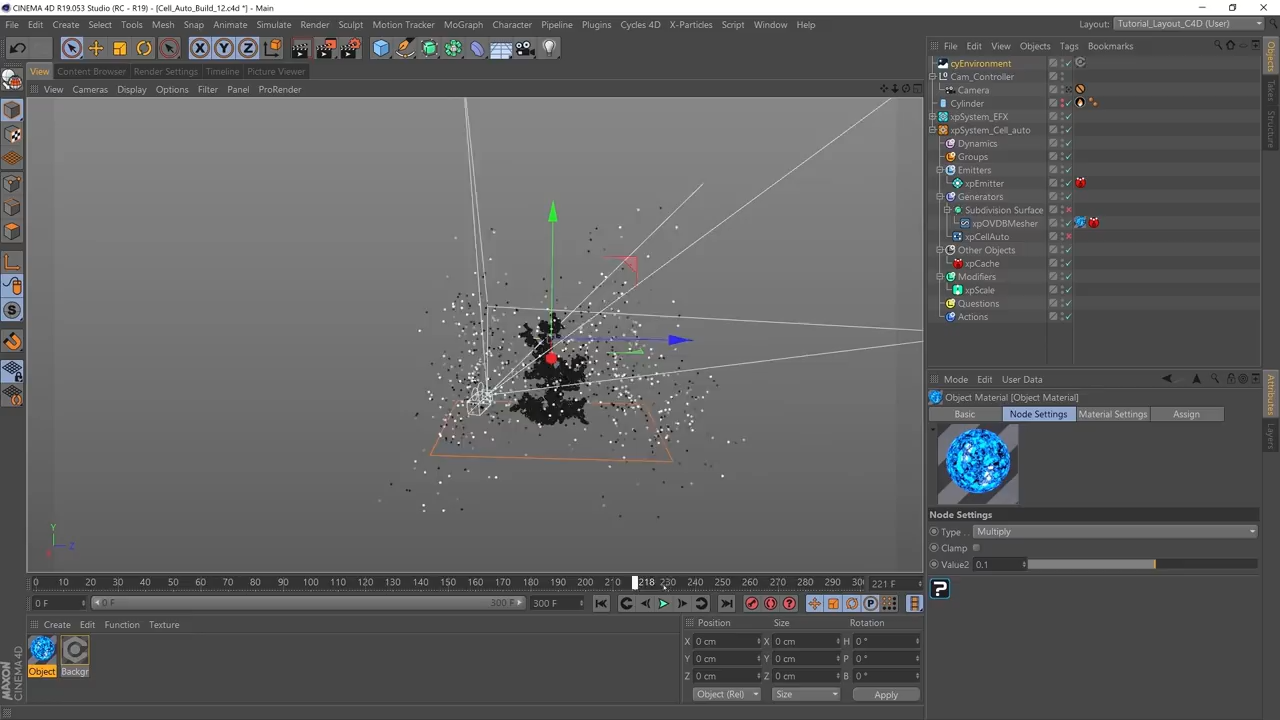 CINEMA 4D R19.053 Studio (RC - R19) - [Cell_Auto_Build_12.c4d *] - Main
File Edit Create Select Tools Mesh Snap Animate Simulate Render Sculpt Motion Tracker MoGraph Character Pipeline Plugins Cycles 4D X-Particles Script Window Help Layout: Tutorial_Layout_C4D (User)
X Y Z
View Content Browser Render Settings Timeline Picture Viewer
View Cameras Display Options Filter Panel ProRender
File Edit View Objects Tags Bookmarks
cyEnvironment
Cam_Controller
Camera
Cylinder
xpSystem_EFX
xpSystem_Cell_auto
Dynamics
Groups
Emitters
xpEmitter
Generators
Subdivision Surface
xpOVDBMesher
xpCellAuto
Other Objects
xpCache
Modifiers
xpScale
Questions
Actions
Objects
Takes
Structure
Mode Edit User Data
Object Material [Object Material]
Basic Node Settings Material Settings Assign
Node Settings
Type . . Multiply
Clamp
Value2 0.1
Attributes
Layers
Y
Z
0 10 20 30 40 50 60 70 80 90 100 110 120 130 140 150 160 170 180 190 200 210 218 230 240 250 260 270 280 290 30 221 F
0 F 0 F 300 F 300 F
Create Edit Function Texture
Object Backgr
Position Size Rotation
X 0 cm X 0 cm H 0 °
Y 0 cm Y 0 cm P 0 °
Z 0 cm Z 0 cm B 0 °
Object (Rel) Size Apply
MAXON
CINEMA 4D